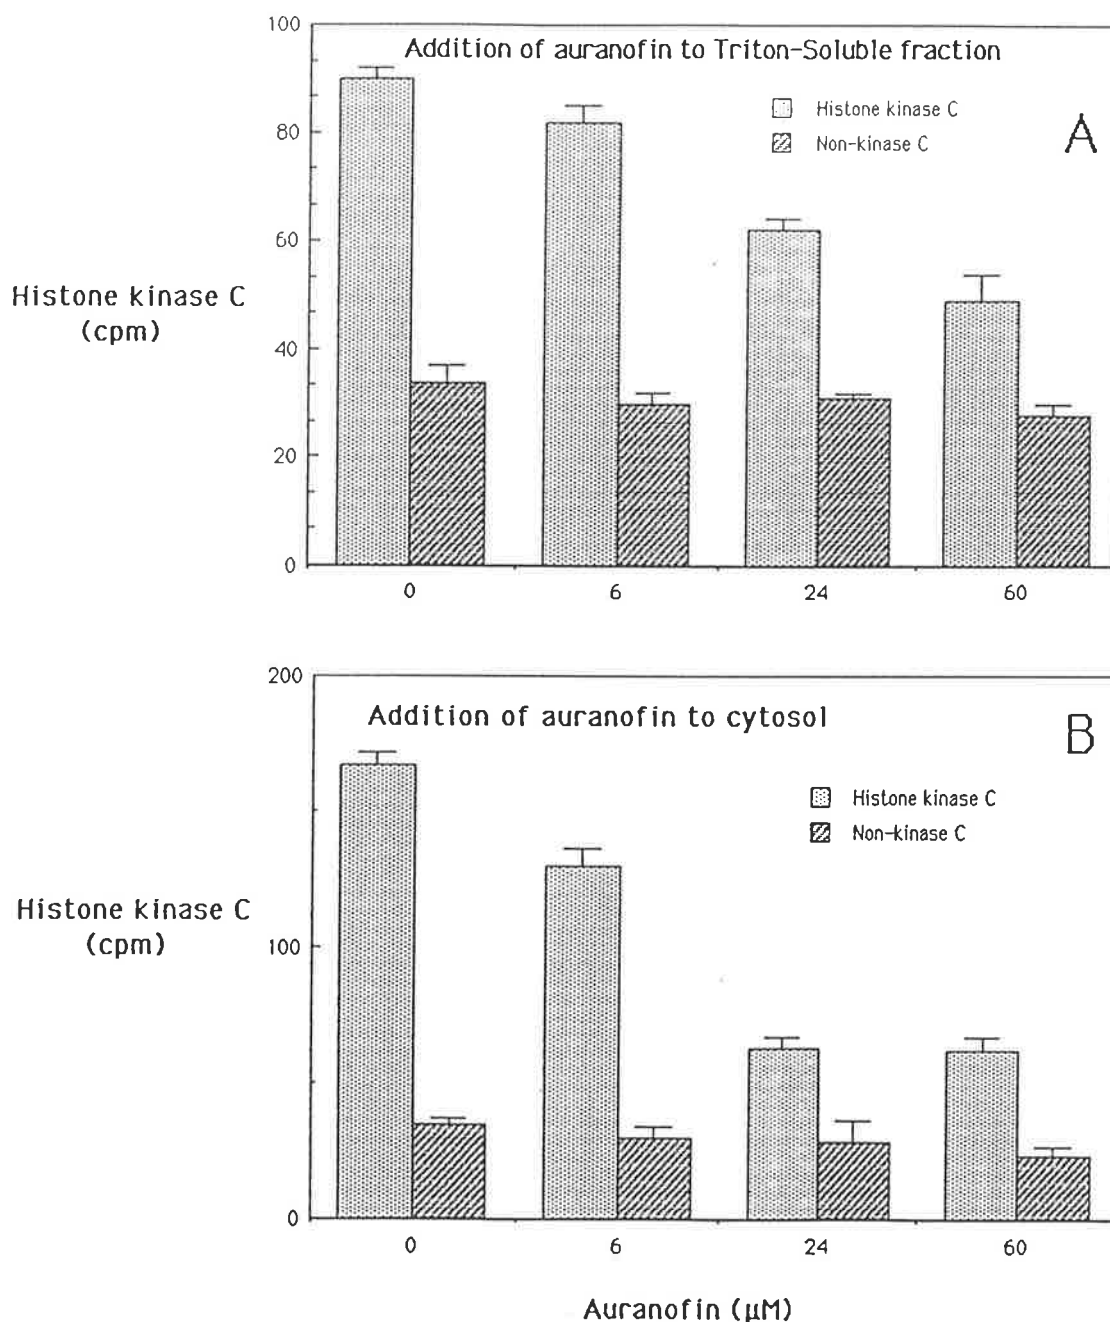 100
Addition of auranofin to Triton-Soluble fraction
Histone kinase C
A
80
Non-kinase C
60
Histone kinase C
(cpm)
40
20
0
0 6 24 60
200
Addition of auranofin to cytosol
B
Histone kinase C
Non-kinase C
Histone kinase C
(cpm)
100
0
0 6 24 60
Auranofin (µM)